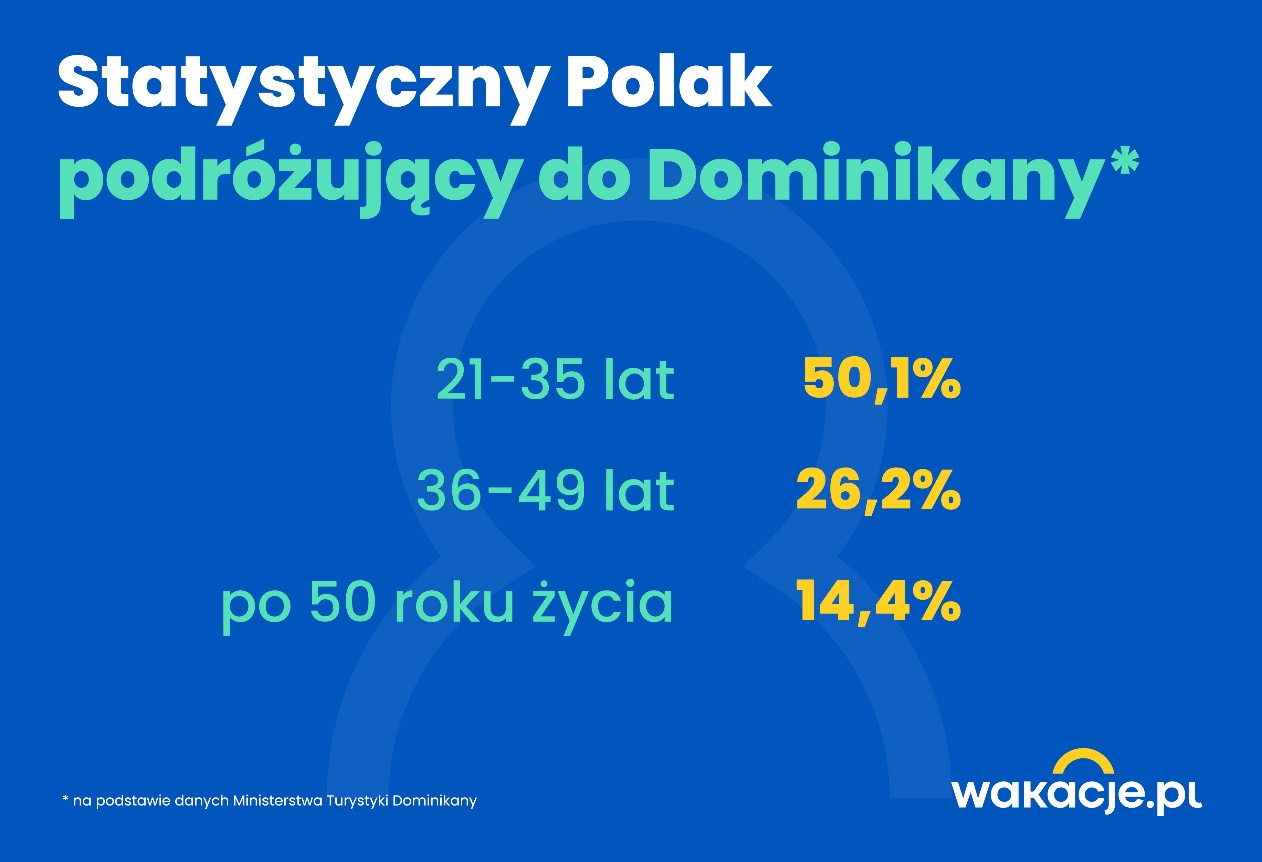 Statystyczny Polak
podróżujący do Dominikany*
21-35 lat 50,1%
36-49 lat 26,2%
po 50 roku życia 14,4%
* na podstawie danych Ministerstwa Turystyki Dominikany
wakacje.pl